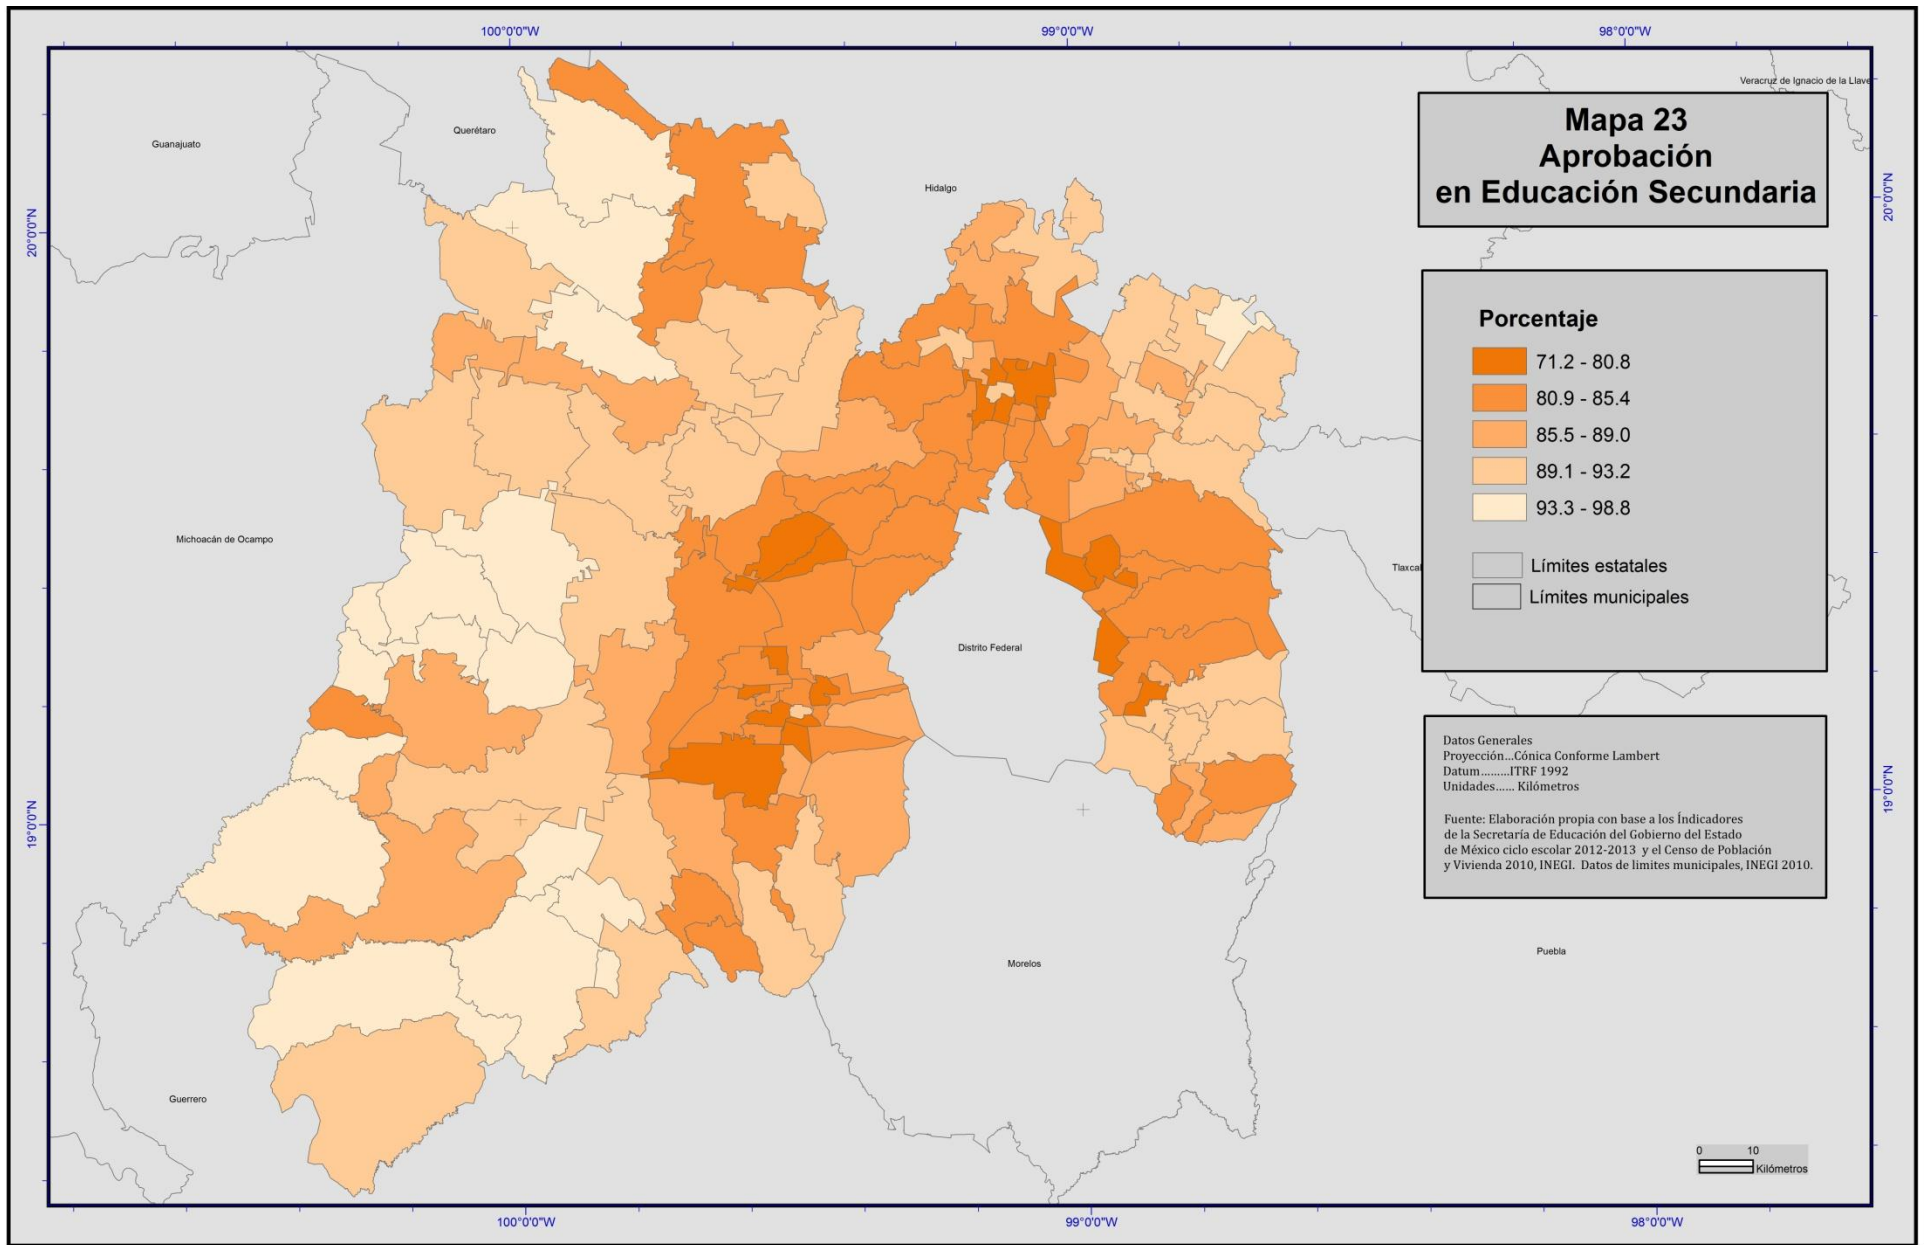 100°0'0"W
99°0'0"W
98°0'0"W
Veracruz de Ignacio de la Llave
Mapa 23
Aprobación
en Educación Secundaria
Querétaro
Guanajuato
Hidalgo
20°0'0"N
20°0'0"N
Porcentaje
71.2 - 80.8
80.9 - 85.4
85.5 - 89.0
89.1 - 93.2
93.3 - 98.8
Límites estatales
Límites municipales
Michoacán de Ocampo
Tlaxcal
Distrito Federal
Datos Generales
Proyección...Cónica Conforme Lambert
Datum.........ITRF 1992
Unidades...... Kilómetros
Fuente: Elaboración propia con base a los Índicadores
de la Secretaría de Educación del Gobierno del Estado
de México ciclo escolar 2012-2013 y el Censo de Población
y Vivienda 2010, INEGI. Datos de limites municipales, INEGI 2010.
19°0'0"N
19°0'0"N
Puebla
Morelos
Guerrero
0 10
Kilómetros
100°0'0"W
99°0'0"W
98°0'0"W